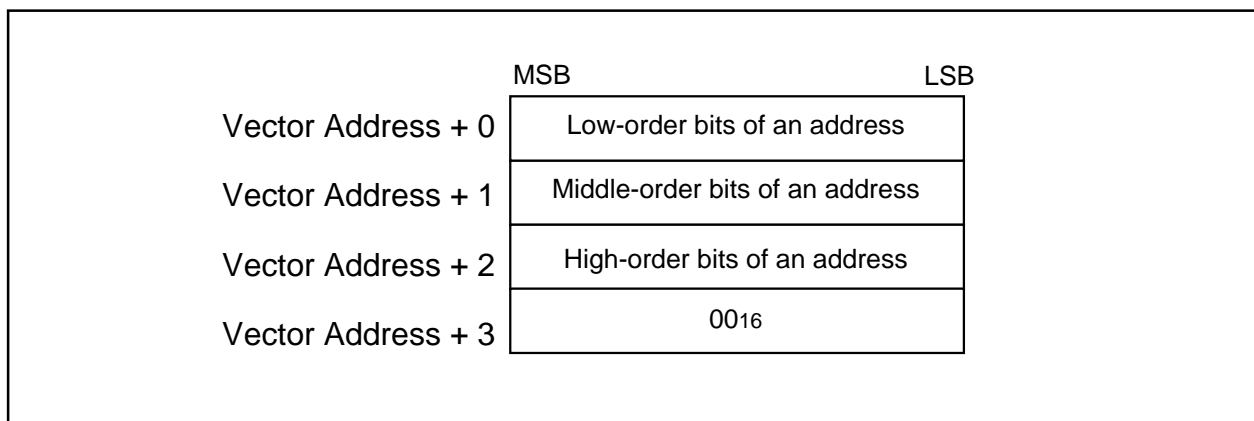 MSB LSB
Vector Address + 0 Low-order bits of an address
Vector Address + 1 Middle-order bits of an address
Vector Address + 2 High-order bits of an address
Vector Address + 3 0016